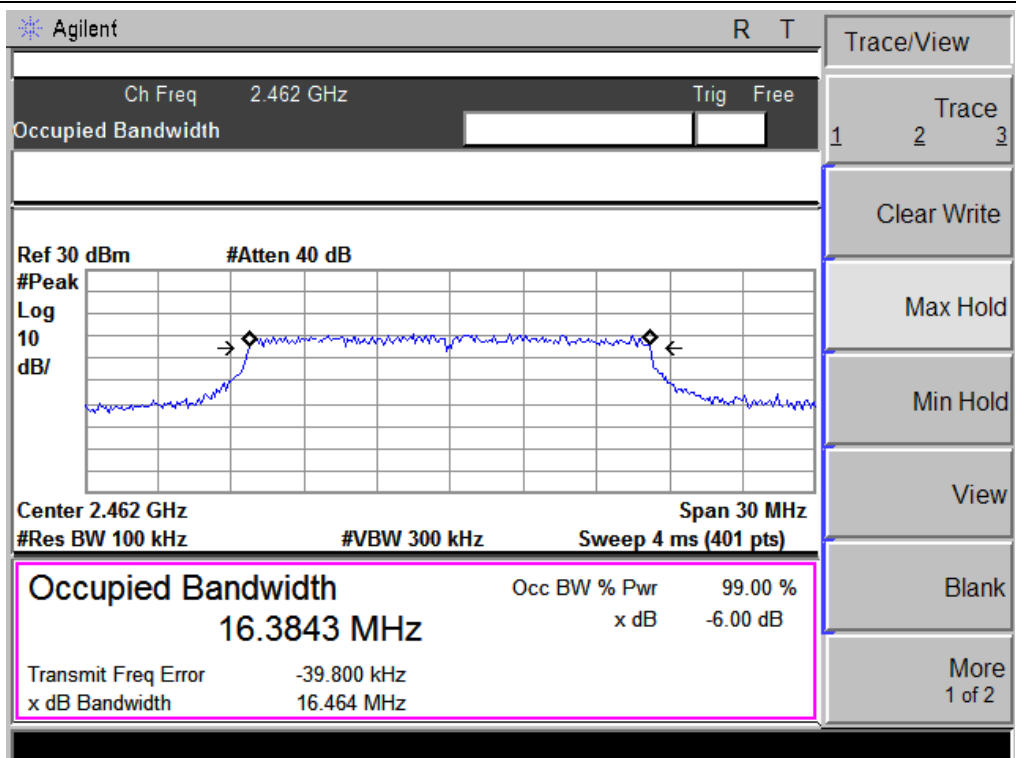 Agilent R T
Trace/View
Ch Freq 2.462 GHz Trig Free
Occupied Bandwidth
Trace
1 2 3
Clear Write
Ref 30 dBm #Atten 40 dB
#Peak
Log
10
dB/
Max Hold
Min Hold
View
Center 2.462 GHz Span 30 MHz
#Res BW 100 kHz #VBW 300 kHz Sweep 4 ms (401 pts)
Occupied Bandwidth Occ BW % Pwr 99.00 %
16.3843 MHz x dB -6.00 dB
Blank
Transmit Freq Error -39.800 kHz
x dB Bandwidth 16.464 MHz
More
1 of 2